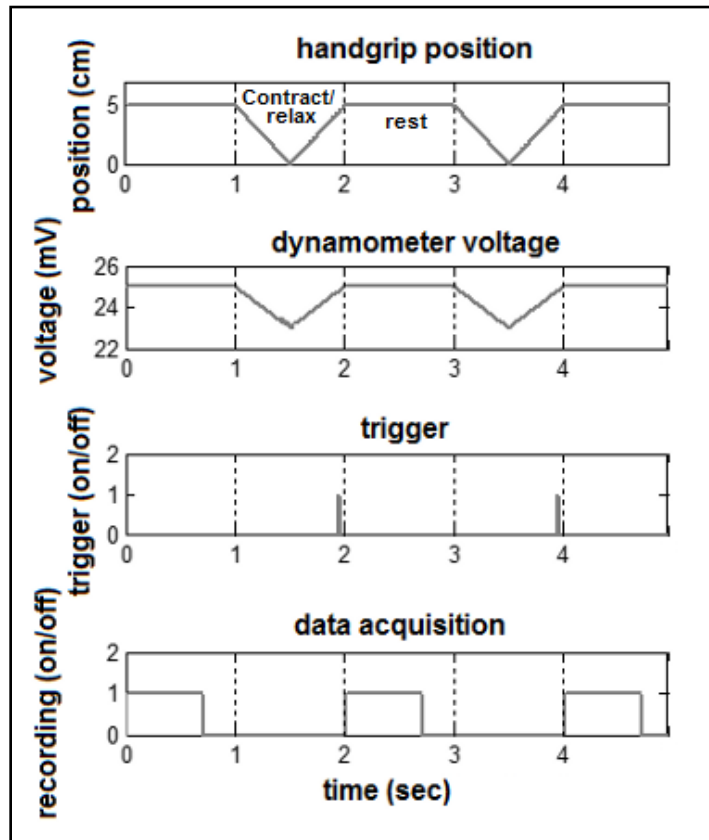 handgrip position
position (cm)
5
0
Contract/
relax
rest
0 1 2 3 4
dynamometer voltage
voltage (mV)
26
24
22
0 1 2 3 4
trigger
trigger (on/off)
2
1
0
0 1 2 3 4
data acquisition
recording (on/off)
2
1
0
0 1 2 3 4
time (sec)